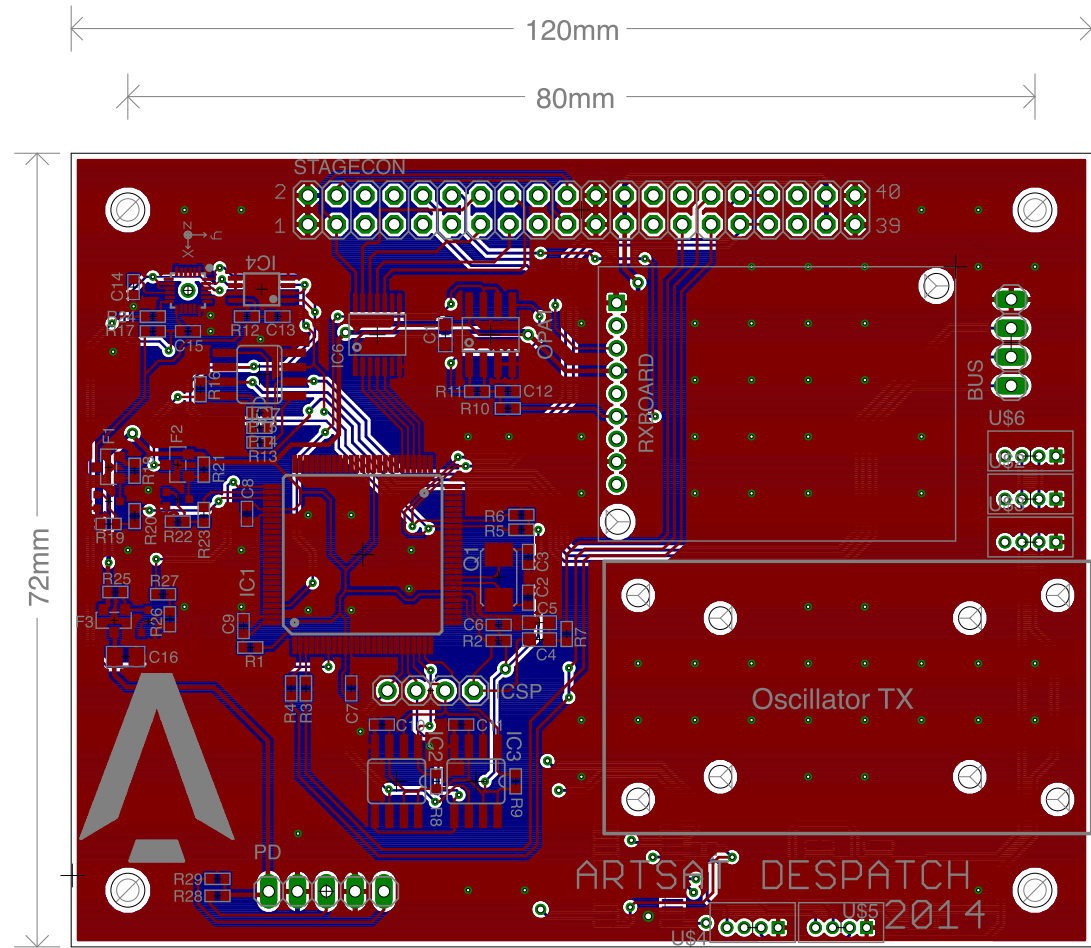 120mm
80mm
72mm
STAGECON
2
40
1
39
z
y
x
IC4
C14
R17
R12
C13
C15
IC6
OPA
R11
C12
R10
RXBOARD
BUS
R16
R14
R13
U$6
F1
F2
R21
C8
R19
R20
R22
R23
R6
R5
Q1
C3
C2
IC1
R25
R27
R26
F3
C16
C9
R1
C5
C6
R2
C4
R7
R4
R3
C7
CSP
Oscillator TX
IC2
IC3
R8
R9
PD
R29
R28
ARTSAT DESPATCH
2014
U$5
U$4